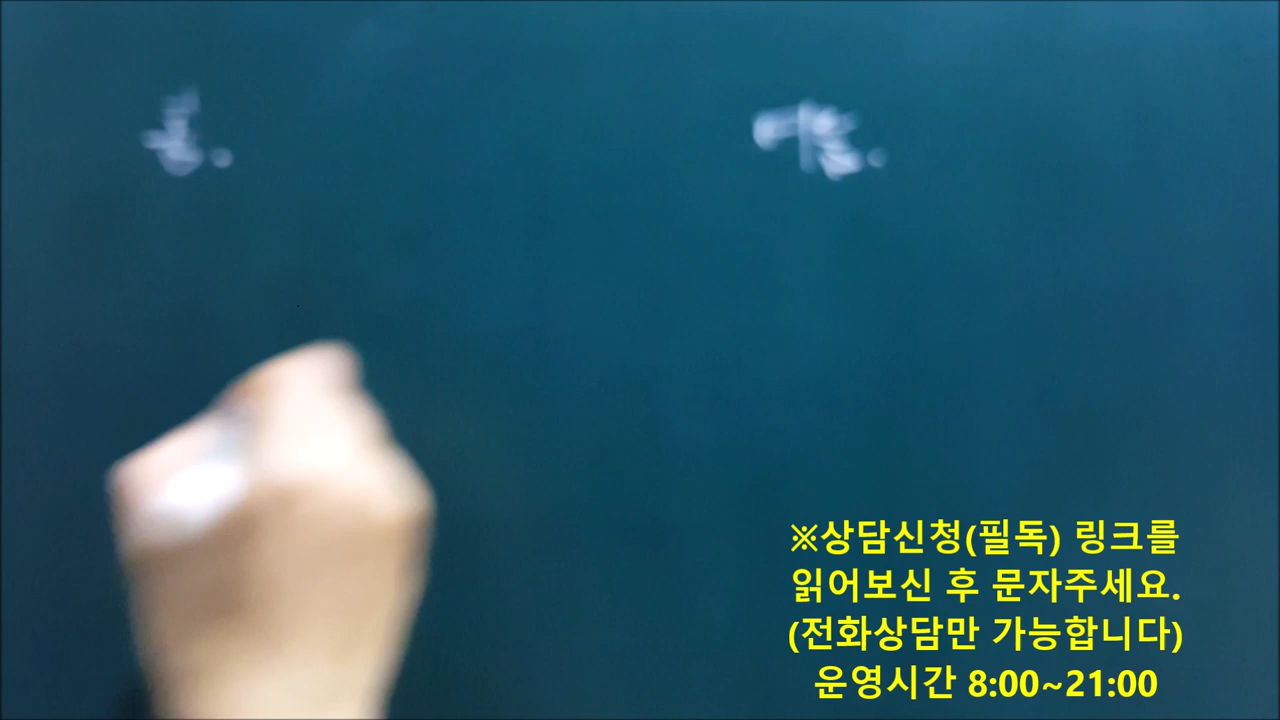 ※상담신청(필독) 링크를
읽어보신 후 문자주세요.
(전화상담만 가능합니다)
운영시간 8:00~21:00